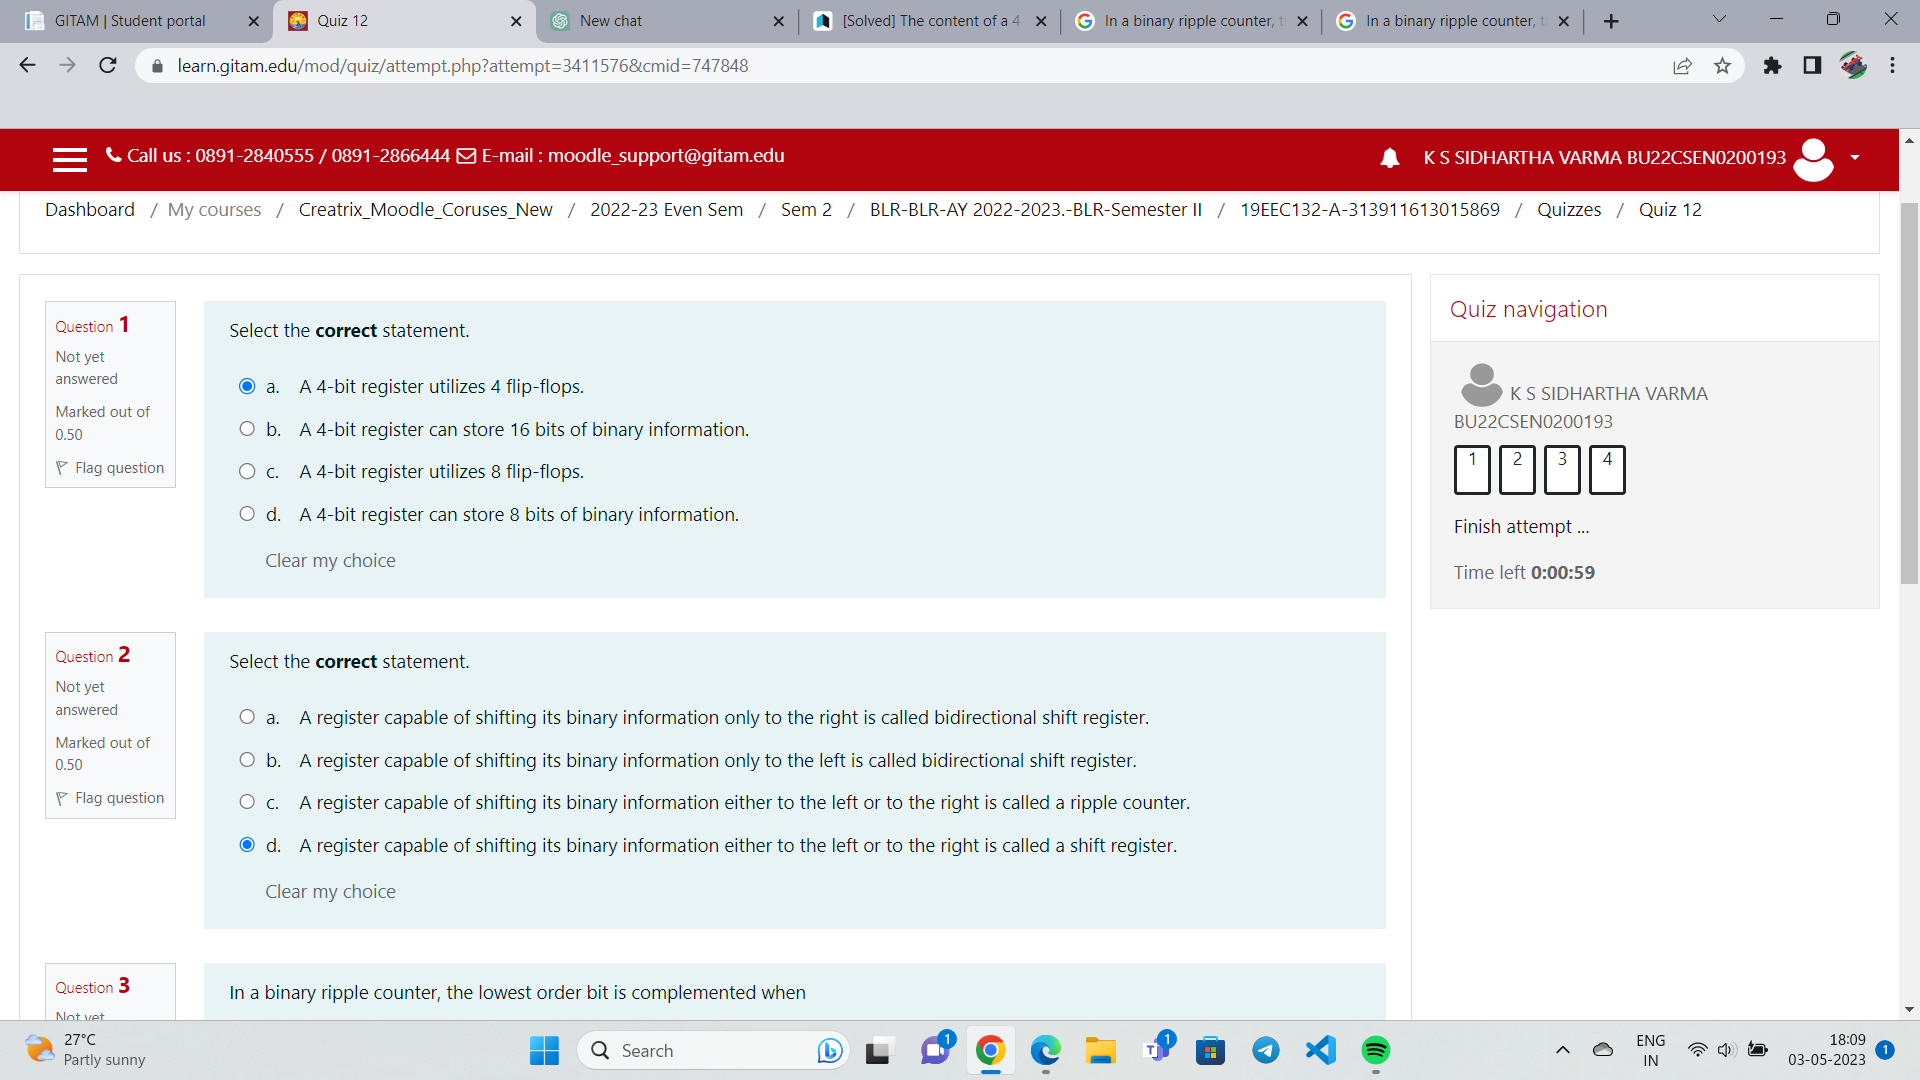 GITAM | Student portal
Quiz 12
New chat
[Solved] The content of a 4
In a binary ripple counter, t
In a binary ripple counter, t
learn.gitam.edu/mod/quiz/attempt.php?attempt=3411576&cmid=747848
Call us : 0891-2840555 / 0891-2866444 E-mail : moodle_support@gitam.edu
K S SIDHARTHA VARMA BU22CSEN0200193
Dashboard / My courses / Creatrix_Moodle_Coruses_New / 2022-23 Even Sem / Sem 2 / BLR-BLR-AY 2022-2023.-BLR-Semester II / 19EEC132-A-313911613015869 / Quizzes / Quiz 12
Question 1
Not yet
answered
Marked out of
0.50
Flag question
Select the correct statement.
a. A 4-bit register utilizes 4 flip-flops.
b. A 4-bit register can store 16 bits of binary information.
c. A 4-bit register utilizes 8 flip-flops.
d. A 4-bit register can store 8 bits of binary information.
Clear my choice
Question 2
Not yet
answered
Marked out of
0.50
Flag question
Select the correct statement.
a. A register capable of shifting its binary information only to the right is called bidirectional shift register.
b. A register capable of shifting its binary information only to the left is called bidirectional shift register.
c. A register capable of shifting its binary information either to the left or to the right is called a ripple counter.
d. A register capable of shifting its binary information either to the left or to the right is called a shift register.
Clear my choice
Question 3
Not yet
In a binary ripple counter, the lowest order bit is complemented when
Quiz navigation
K S SIDHARTHA VARMA
BU22CSEN0200193
1 2 3 4
Finish attempt ...
Time left 0:00:59
27°C
Partly sunny
Search
1
1
ENG
IN
18:09
03-05-2023
1